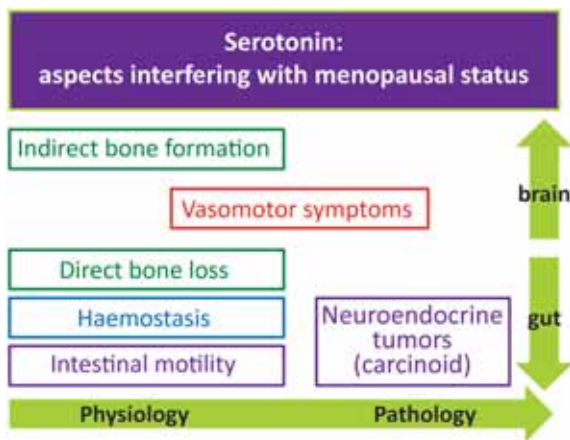 Serotonin:
aspects interfering with menopausal status
Indirect bone formation
brain
Vasomotor symptoms
Direct bone loss
Haemostasis
Intestinal motility
Neuroendocrine
tumors
(carcinoid)
gut
Physiology
Pathology